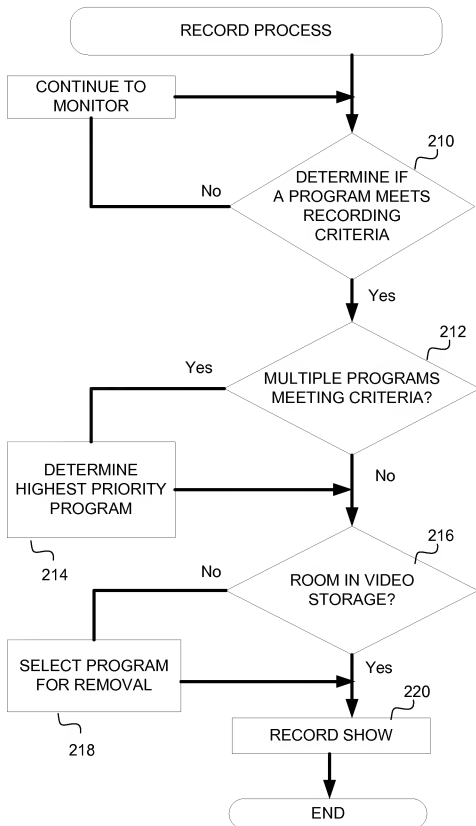 RECORD PROCESS
CONTINUE TO
MONITOR
210
DETERMINE IF
A PROGRAM MEETS
RECORDING
CRITERIA
No
Yes
212
MULTIPLE PROGRAMS
MEETING CRITERIA?
Yes
DETERMINE
HIGHEST PRIORITY
PROGRAM
214
No
216
ROOM IN VIDEO
STORAGE?
No
SELECT PROGRAM
FOR REMOVAL
218
Yes
220
RECORD SHOW
END